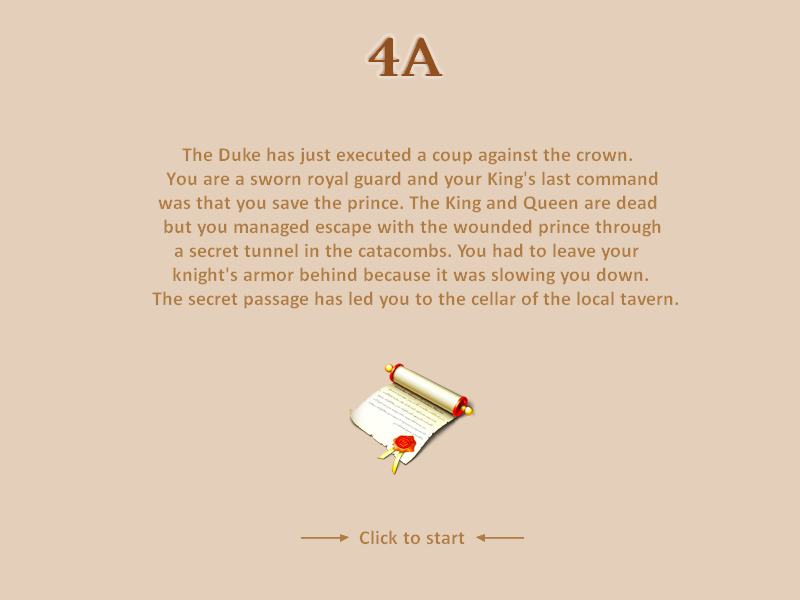 4A
The Duke has just executed a coup against the crown.
You are a sworn royal guard and your King's last command
was that you save the prince. The King and Queen are dead
but you managed escape with the wounded prince through
a secret tunnel in the catacombs. You had to leave your
knight's armor behind because it was slowing you down.
The secret passage has led you to the cellar of the local tavern.
Click to start